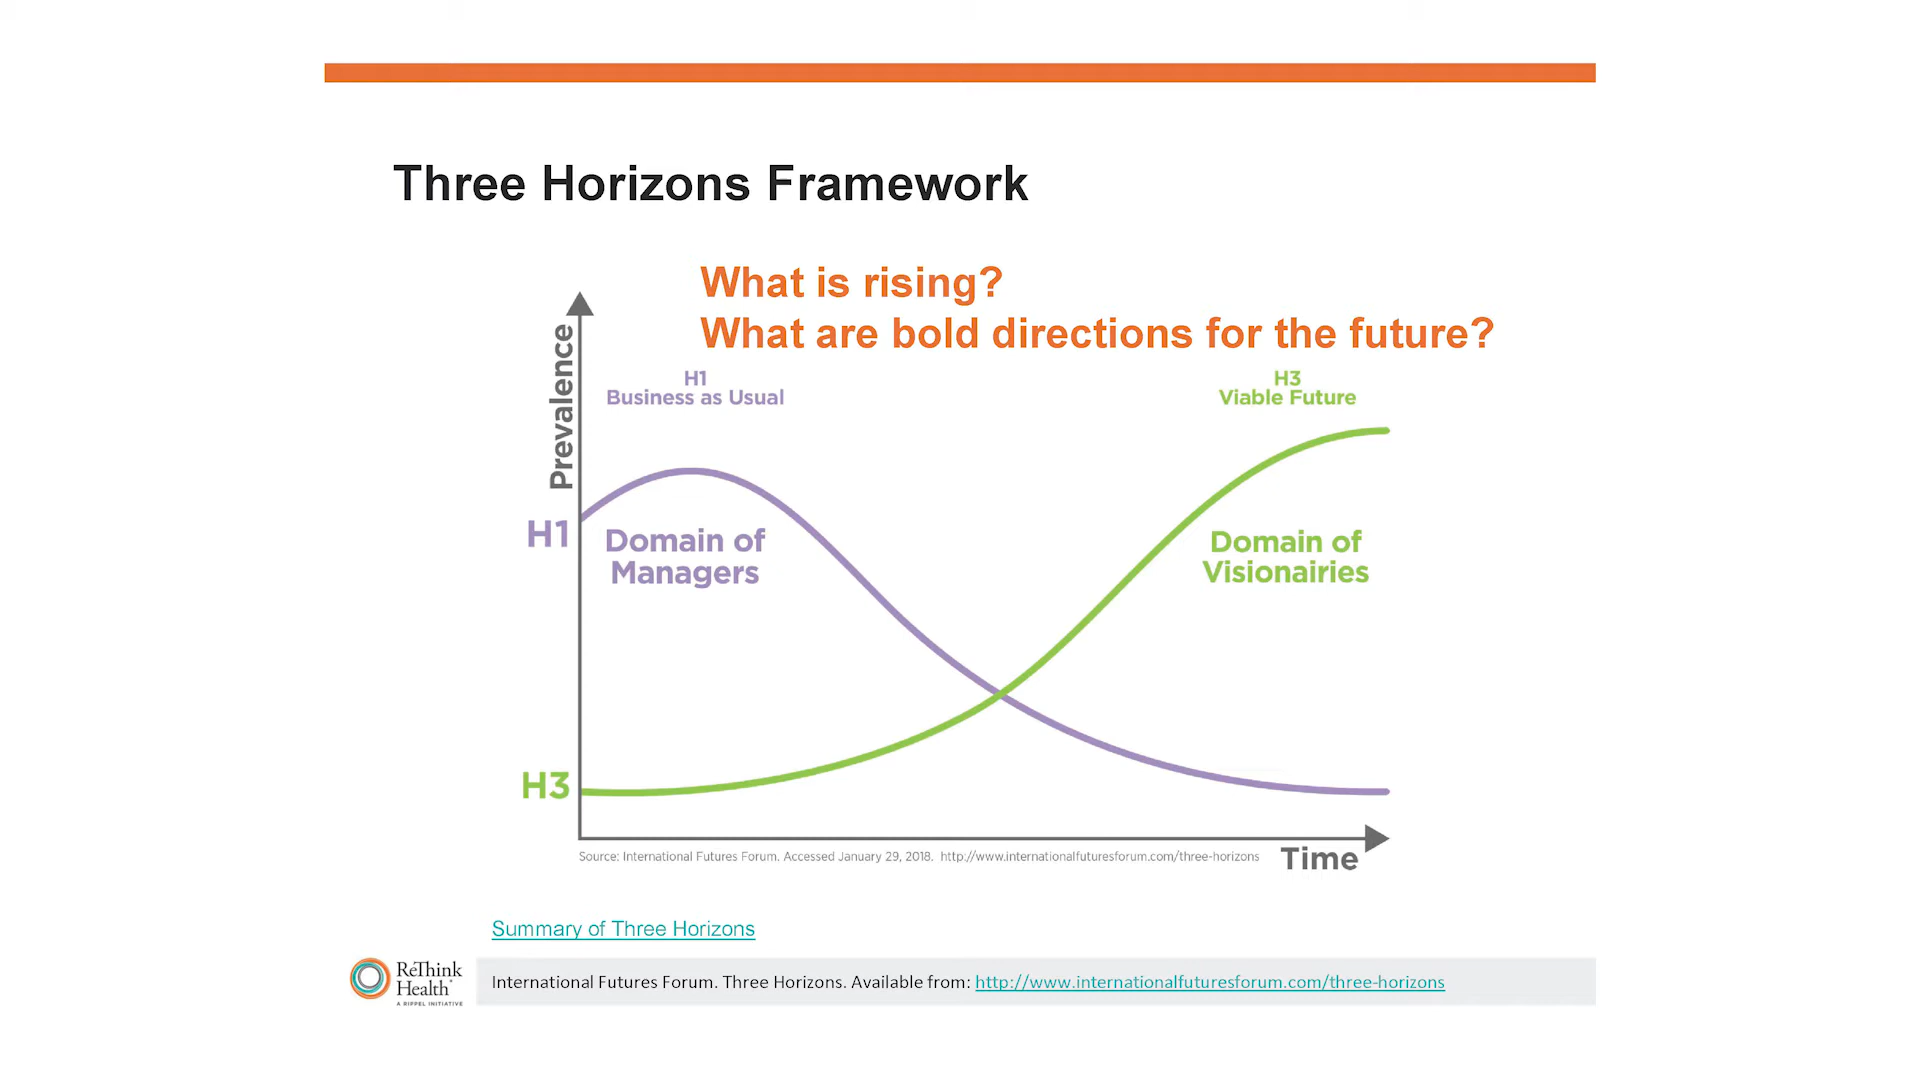 Three Horizons Framework
What is rising?
What are bold directions for the future?
Prevalence
H1
Business as Usual
H3
Viable Future
H1
Domain of
Managers
Domain of
Visionairies
H3
Source: International Futures Forum. Accessed January 29, 2018. http://www.internationalfuturesforum.com/three-horizons
Time
Summary of Three Horizons
ReThink
Health
A RIPPEL INITIATIVE
International Futures Forum. Three Horizons. Available from: http://www.internationalfuturesforum.com/three-horizons